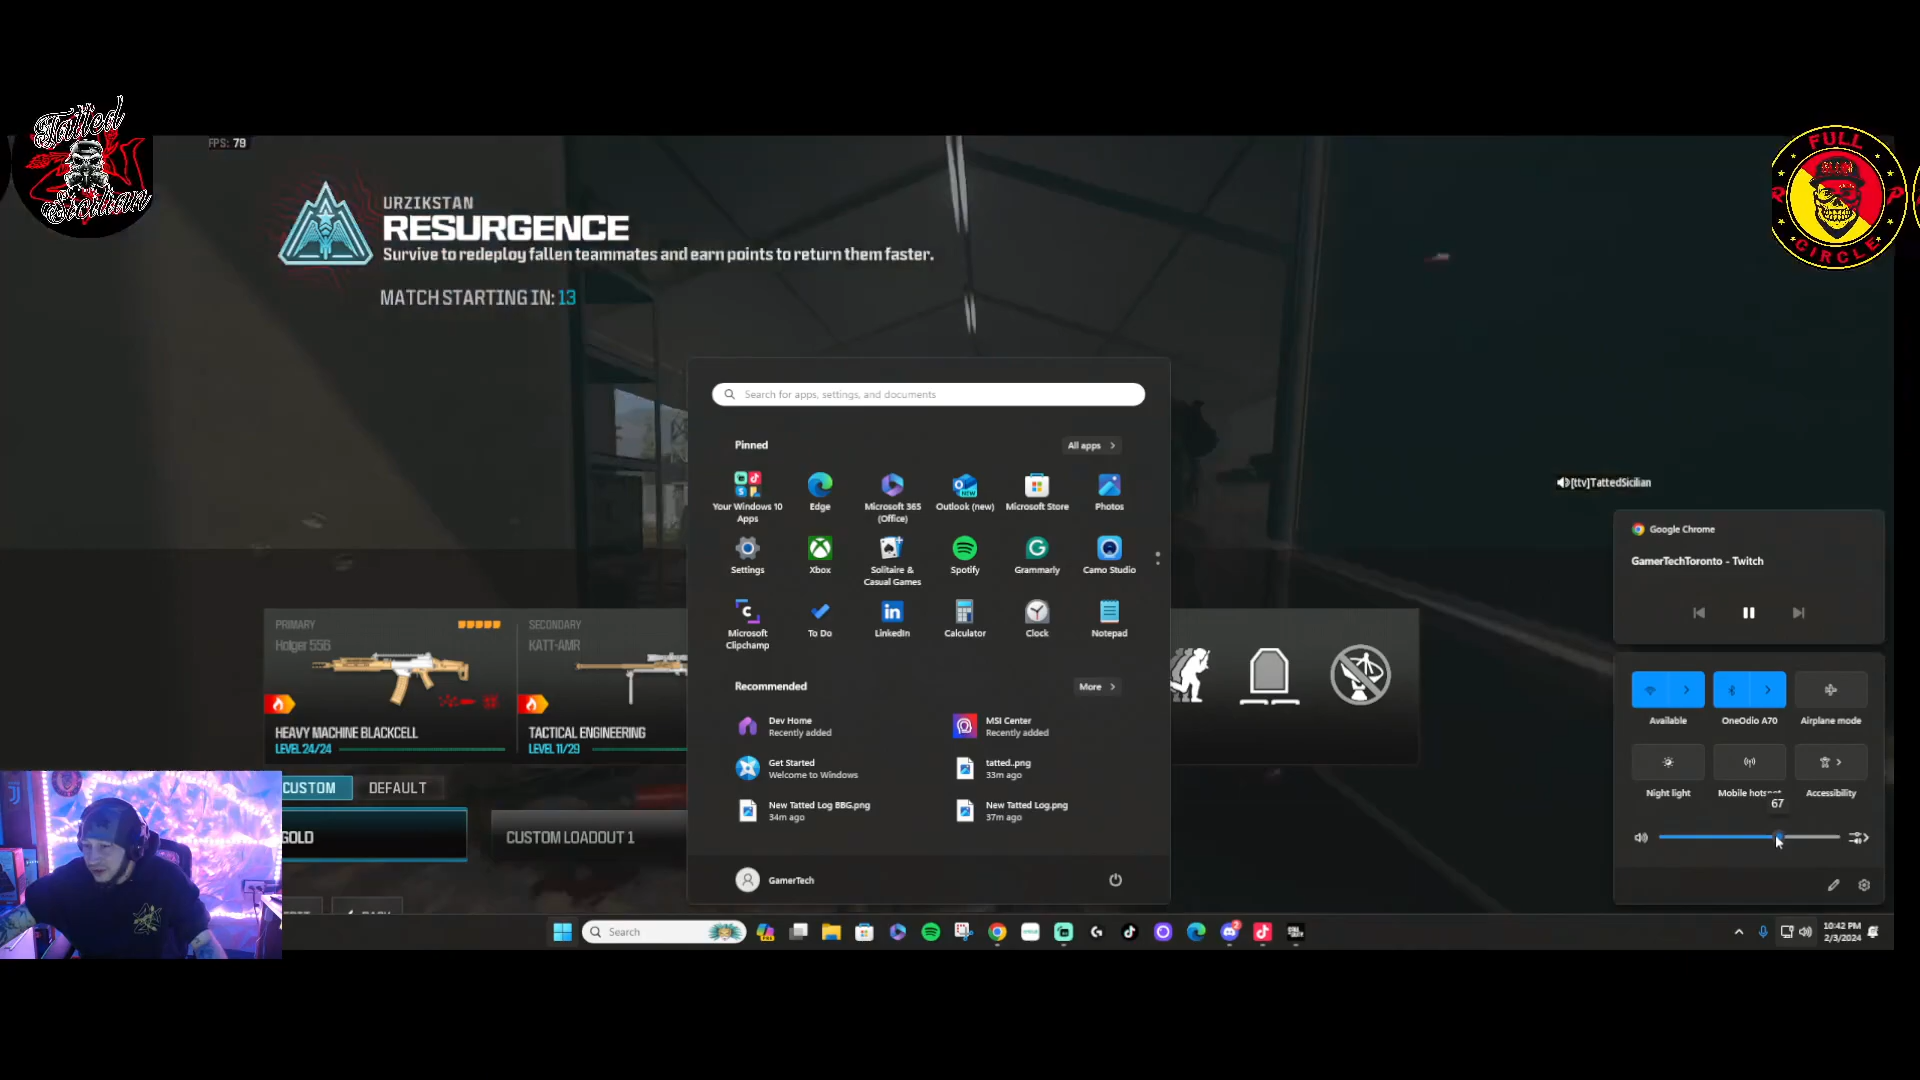 Tatted
Sicilian
FULL
CIRCLE
FPS: 79
URZIKSTAN
RESURGENCE
Survive to redeploy fallen teammates and earn points to return them faster.
MATCH STARTING IN: 13
Search for apps, settings, and documents
Pinned
All apps >
Your Windows 10
Apps
Edge
Microsoft 365
(Office)
Outlook (new)
Microsoft Store
Photos
Settings
Xbox
Solitaire &
Casual Games
Spotify
Grammarly
Camo Studio
Microsoft
Clipchamp
To Do
LinkedIn
Calculator
Clock
Notepad
Recommended
More >
Dev Home
Recently added
MSI Center
Recently added
Get Started
Welcome to Windows
tatted..png
33m ago
New Tatted Log BBG.png
34m ago
New Tatted Log.png
37m ago
GamerTech
PRIMARY
Holger 556
HEAVY MACHINE BLACKCELL
LEVEL 24/24
SECONDARY
KATT-AMR
TACTICAL ENGINEERING
LEVEL 11/29
CUSTOM
DEFAULT
GOLD
CUSTOM LOADOUT 1
[ttv]TattedSicilian
Google Chrome
GamerTechToronto - Twitch
Available
OneOdio A70
Airplane mode
Night light
Mobile hotspot
Accessibility
67
Search
10:42 PM
2/3/2024